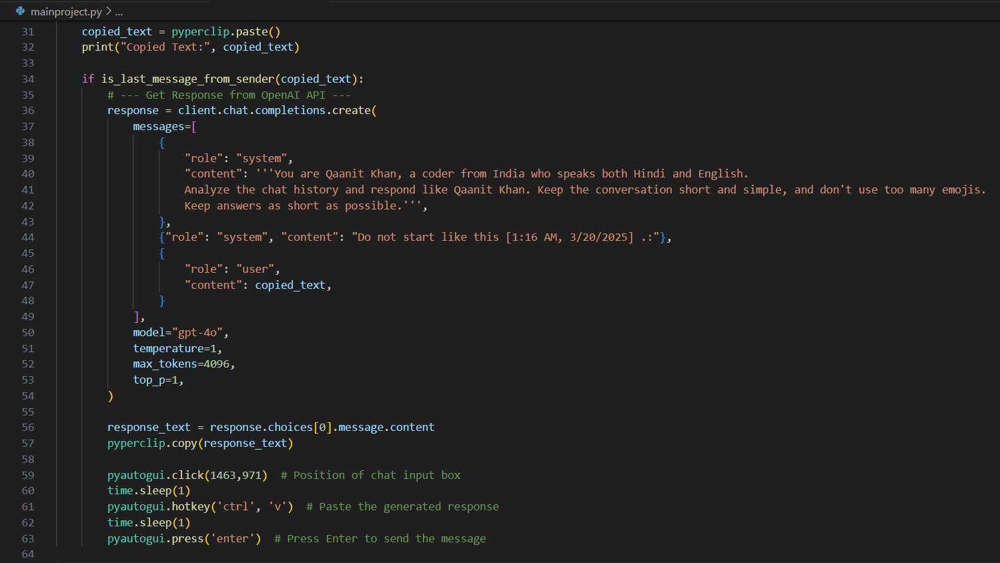 mainproject.py > ...
31 copied_text = pyperclip.paste()
32 print("Copied Text:", copied_text)
33
34 if is_last_message_from_sender(copied_text):
35 # --- Get Response from OpenAI API ---
36 response = client.chat.completions.create(
37 messages=[
38 {
39 "role": "system",
40 "content": '''You are Qaanit Khan, a coder from India who speaks both Hindi and English.
41 Analyze the chat history and respond like Qaanit Khan. Keep the conversation short and simple, and don't use too many emojis.
42 Keep answers as short as possible.''',
43 },
44 {"role": "system", "content": "Do not start like this [1:16 AM, 3/20/2025] .:"},
45 {
46 "role": "user",
47 "content": copied_text,
48 }
49 ],
50 model="gpt-4o",
51 temperature=1,
52 max_tokens=4096,
53 top_p=1,
54 )
55
56 response_text = response.choices[0].message.content
57 pyperclip.copy(response_text)
58
59 pyautogui.click(1463,971) # Position of chat input box
60 time.sleep(1)
61 pyautogui.hotkey('ctrl', 'v') # Paste the generated response
62 time.sleep(1)
63 pyautogui.press('enter') # Press Enter to send the message
64